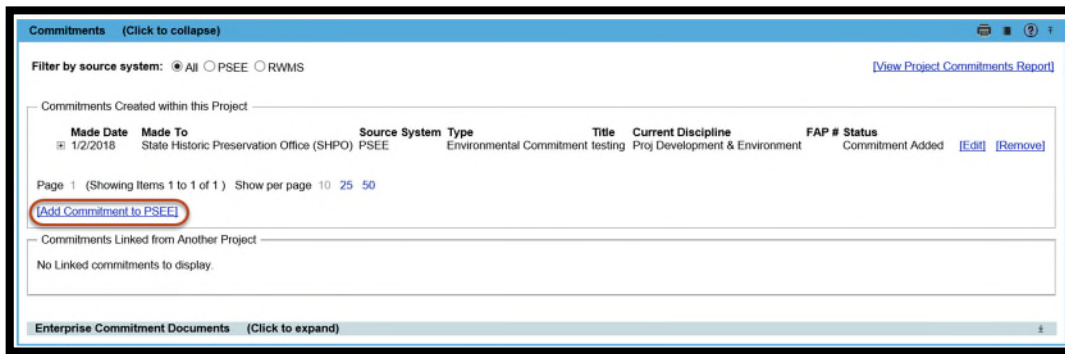 Commitments (Click to collapse)
Filter by source system: All PSEE RWMS [View Project Commitments Report]
Commitments Created within this Project
Made Date Made To Source System Type Title Current Discipline FAP # Status
1/2/2018 State Historic Preservation Office (SHPO) PSEE Environmental Commitment testing Proj Development & Environment Commitment Added [Edit] [Remove]
Page 1 (Showing Items 1 to 1 of 1 ) Show per page 10 25 50
[Add Commitment to PSEE]
Commitments Linked from Another Project
No Linked commitments to display.
Enterprise Commitment Documents (Click to expand)